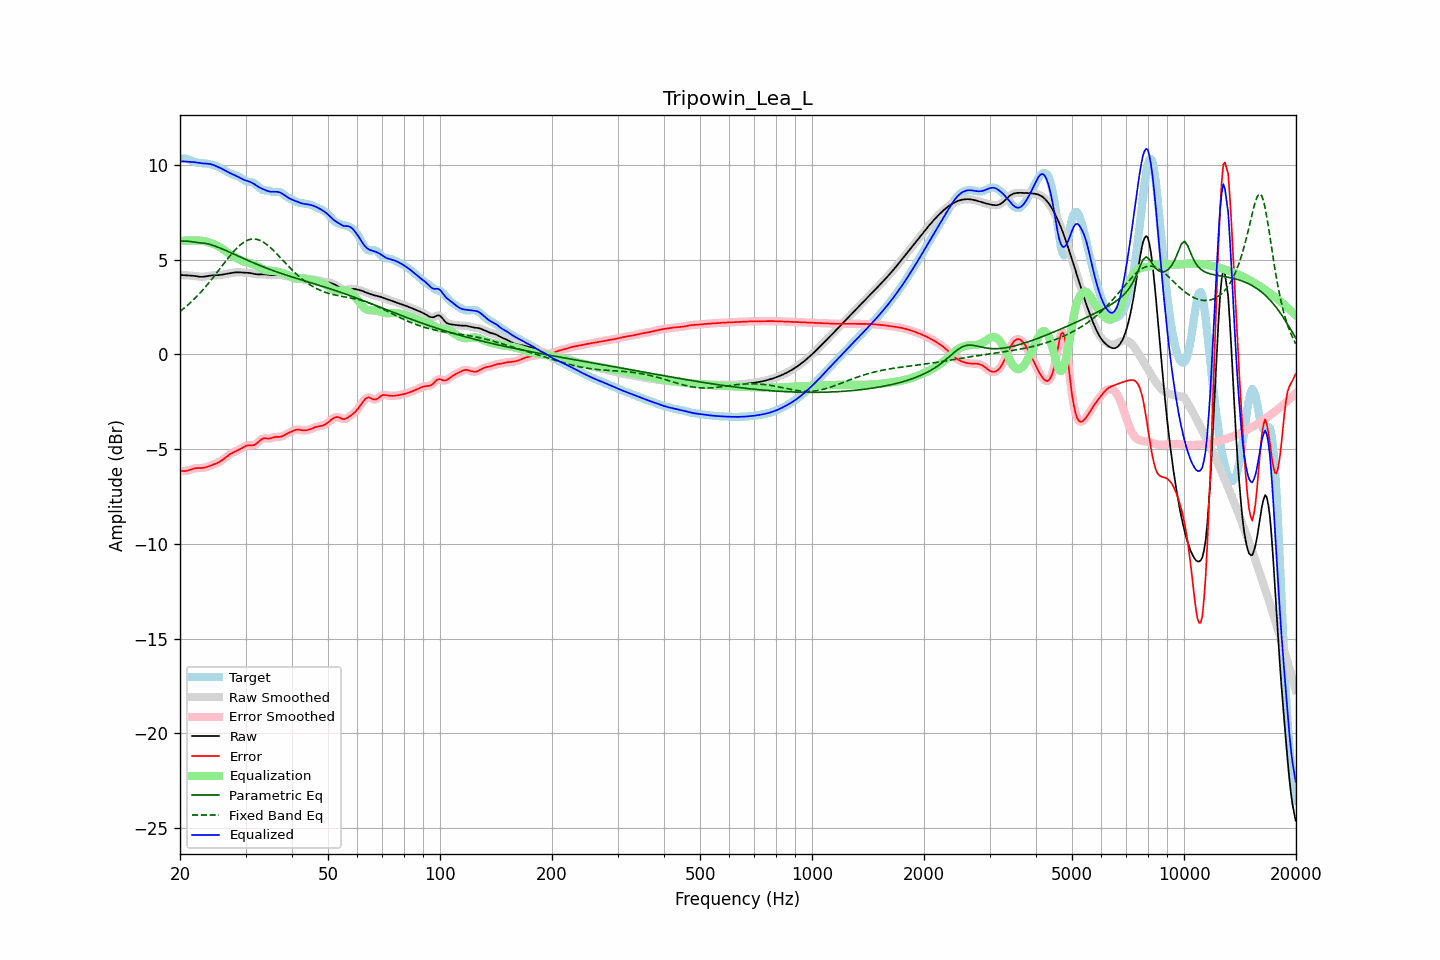 Tripowin_Lea_L
10
5
0
−5
−10
−15
−20
−25
Amplitude (dBr)
Target
Raw Smoothed
Error Smoothed
Raw
Error
Equalization
Parametric Eq
Fixed Band Eq
Equalized
20 50 100 200 500 1000 2000 5000 10000 20000
Frequency (Hz)